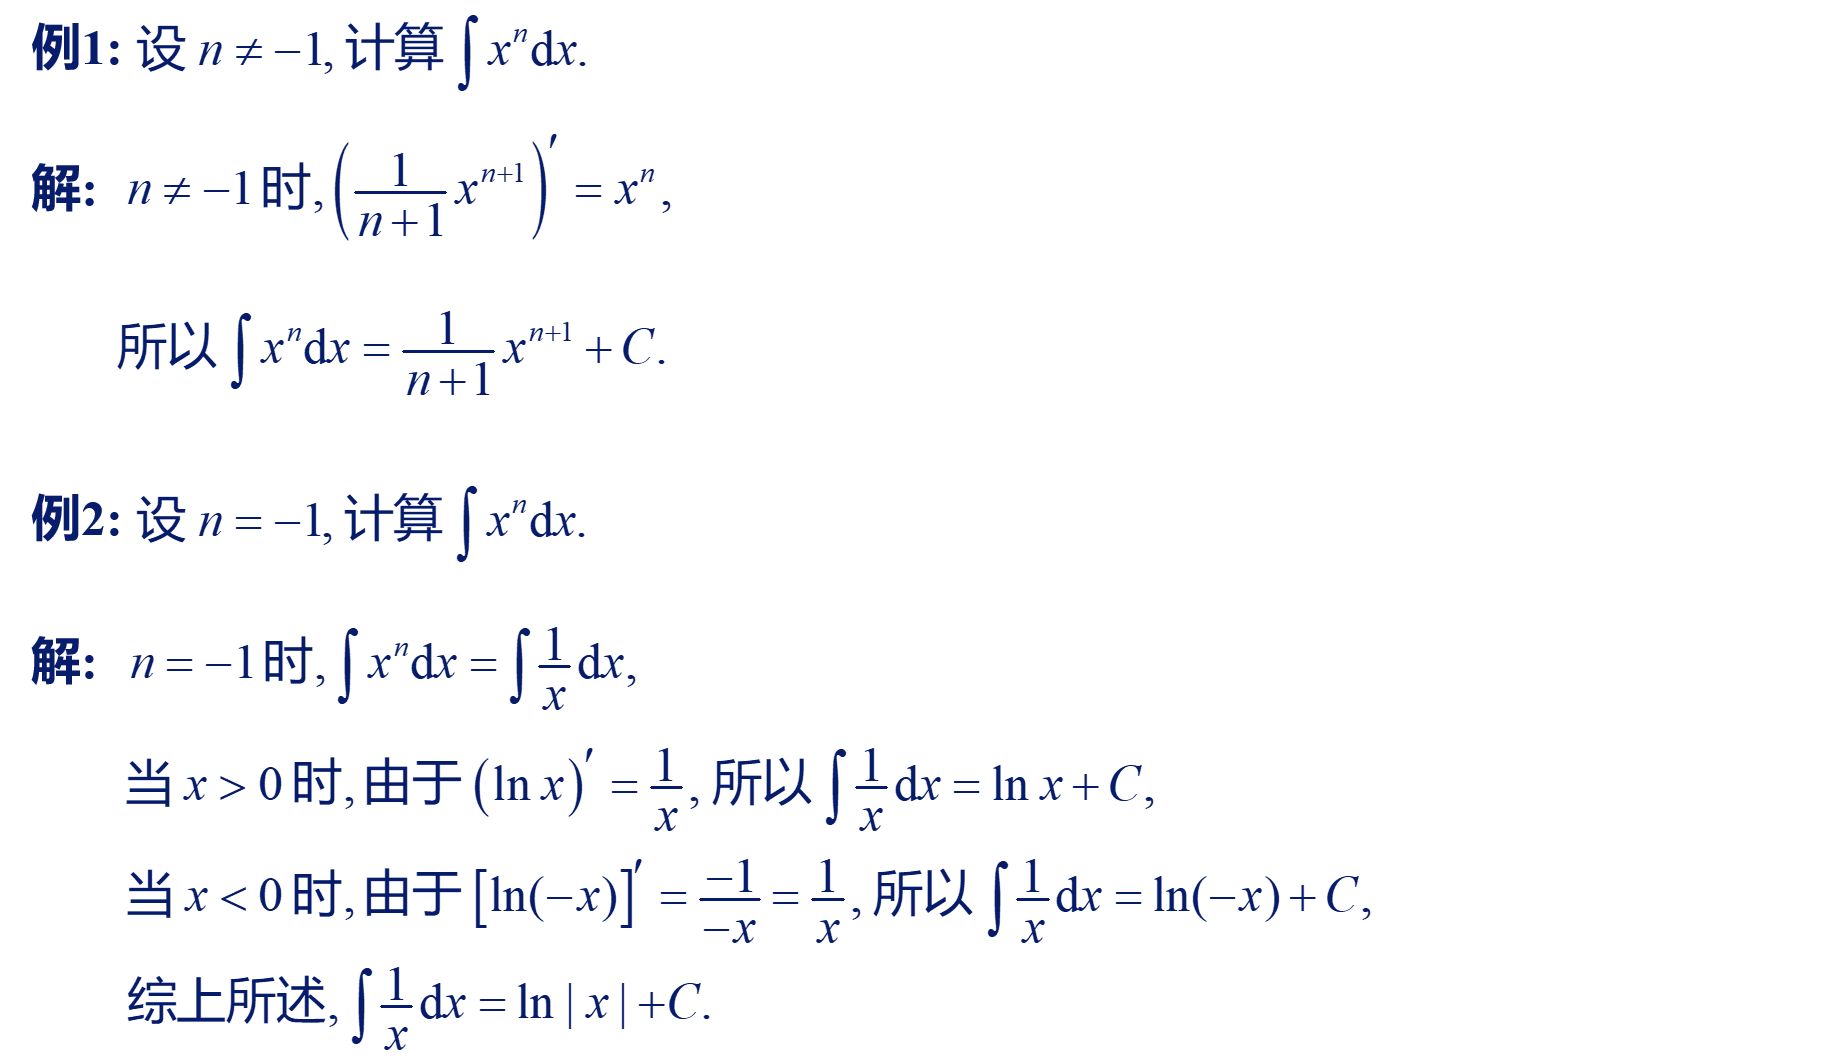 例1: 设 n ≠ −1, 计算 ∫ xⁿdx.
解: n ≠ −1 时, (1/(n+1) xⁿ⁺¹)′ = xⁿ,
所以 ∫ xⁿdx = 1/(n+1) xⁿ⁺¹ + C.
例2: 设 n = −1, 计算 ∫ xⁿdx.
解: n = −1 时, ∫ xⁿdx = ∫ 1/x dx,
当 x > 0 时, 由于 (ln x)′ = 1/x, 所以 ∫ 1/x dx = ln x + C,
当 x < 0 时, 由于 [ln(−x)]′ = −1/−x = 1/x, 所以 ∫ 1/x dx = ln(−x) + C,
综上所述, ∫ 1/x dx = ln | x | +C.